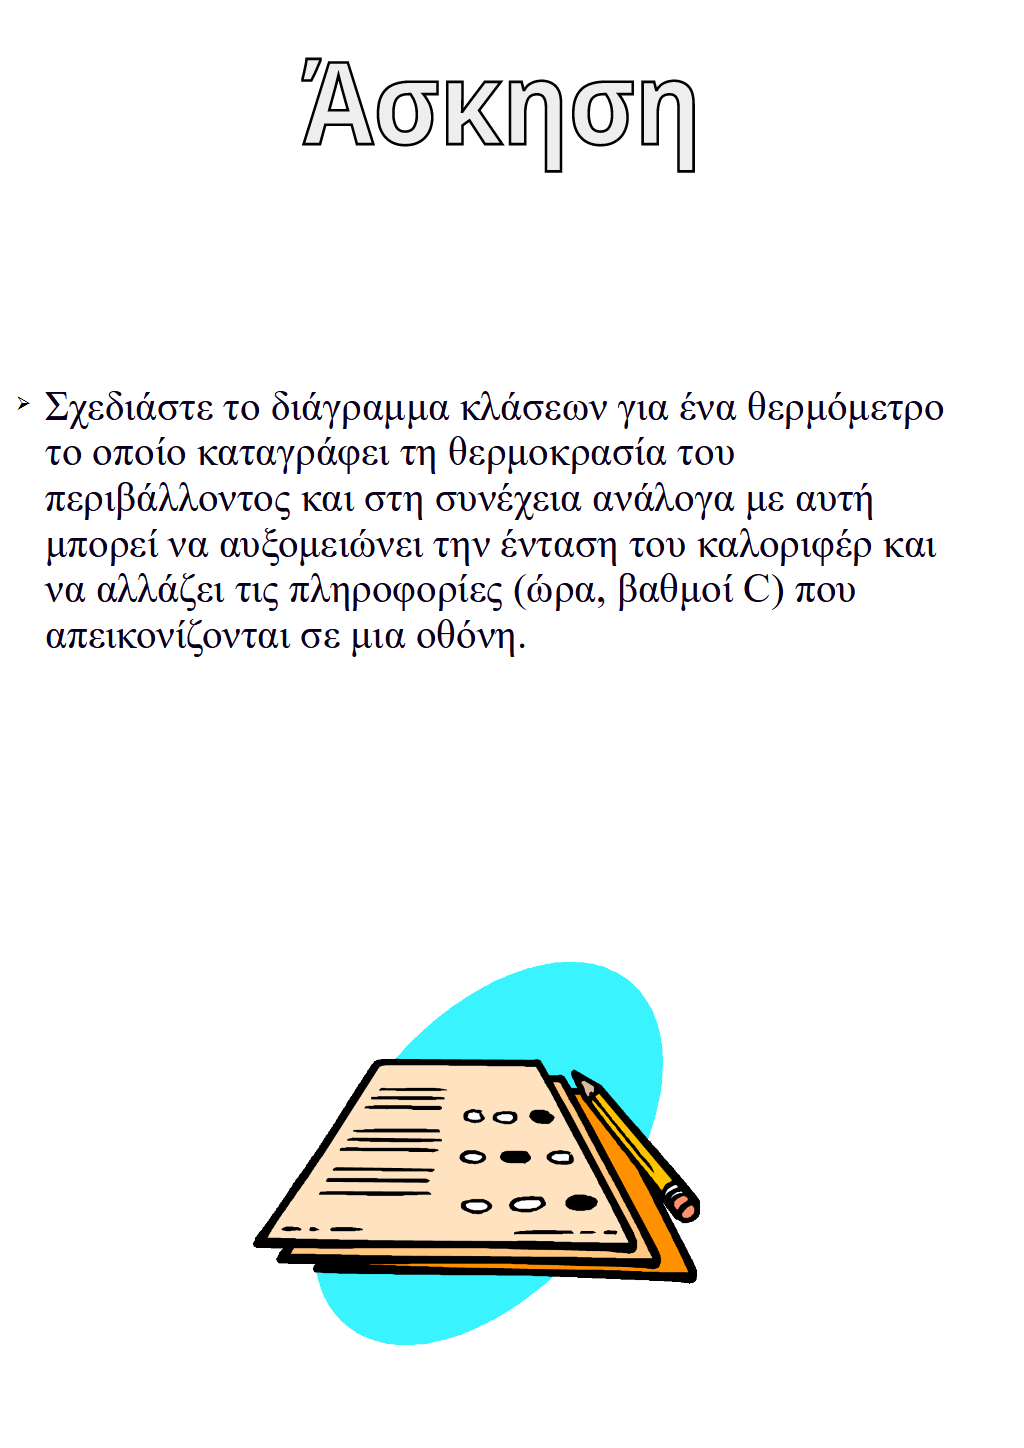 Άσκηση
➢ Σχεδιάστε το διάγραμμα κλάσεων για ένα θερμόμετρο
το οποίο καταγράφει τη θερμοκρασία του
περιβάλλοντος και στη συνέχεια ανάλογα με αυτή
μπορεί να αυξομειώνει την ένταση του καλοριφέρ και
να αλλάζει τις πληροφορίες (ώρα, βαθμοί C) που
απεικονίζονται σε μια οθόνη.